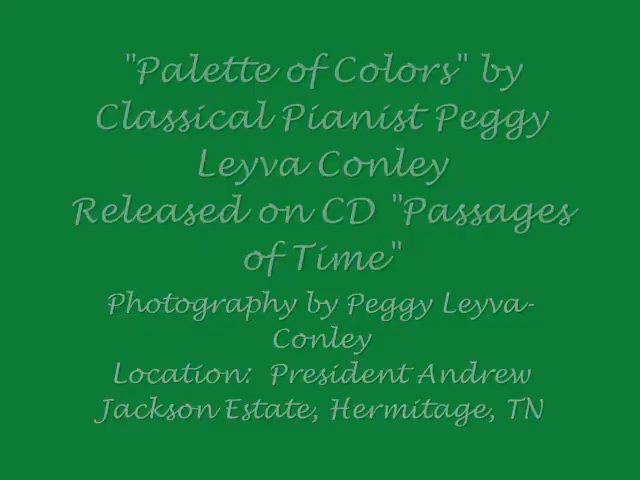 "Palette of Colors" by
Classical Pianist Peggy
Leyva Conley
Released on CD "Passages
of Time"
Photography by Peggy Leyva-
Conley
Location:  President Andrew
Jackson Estate, Hermitage, TN